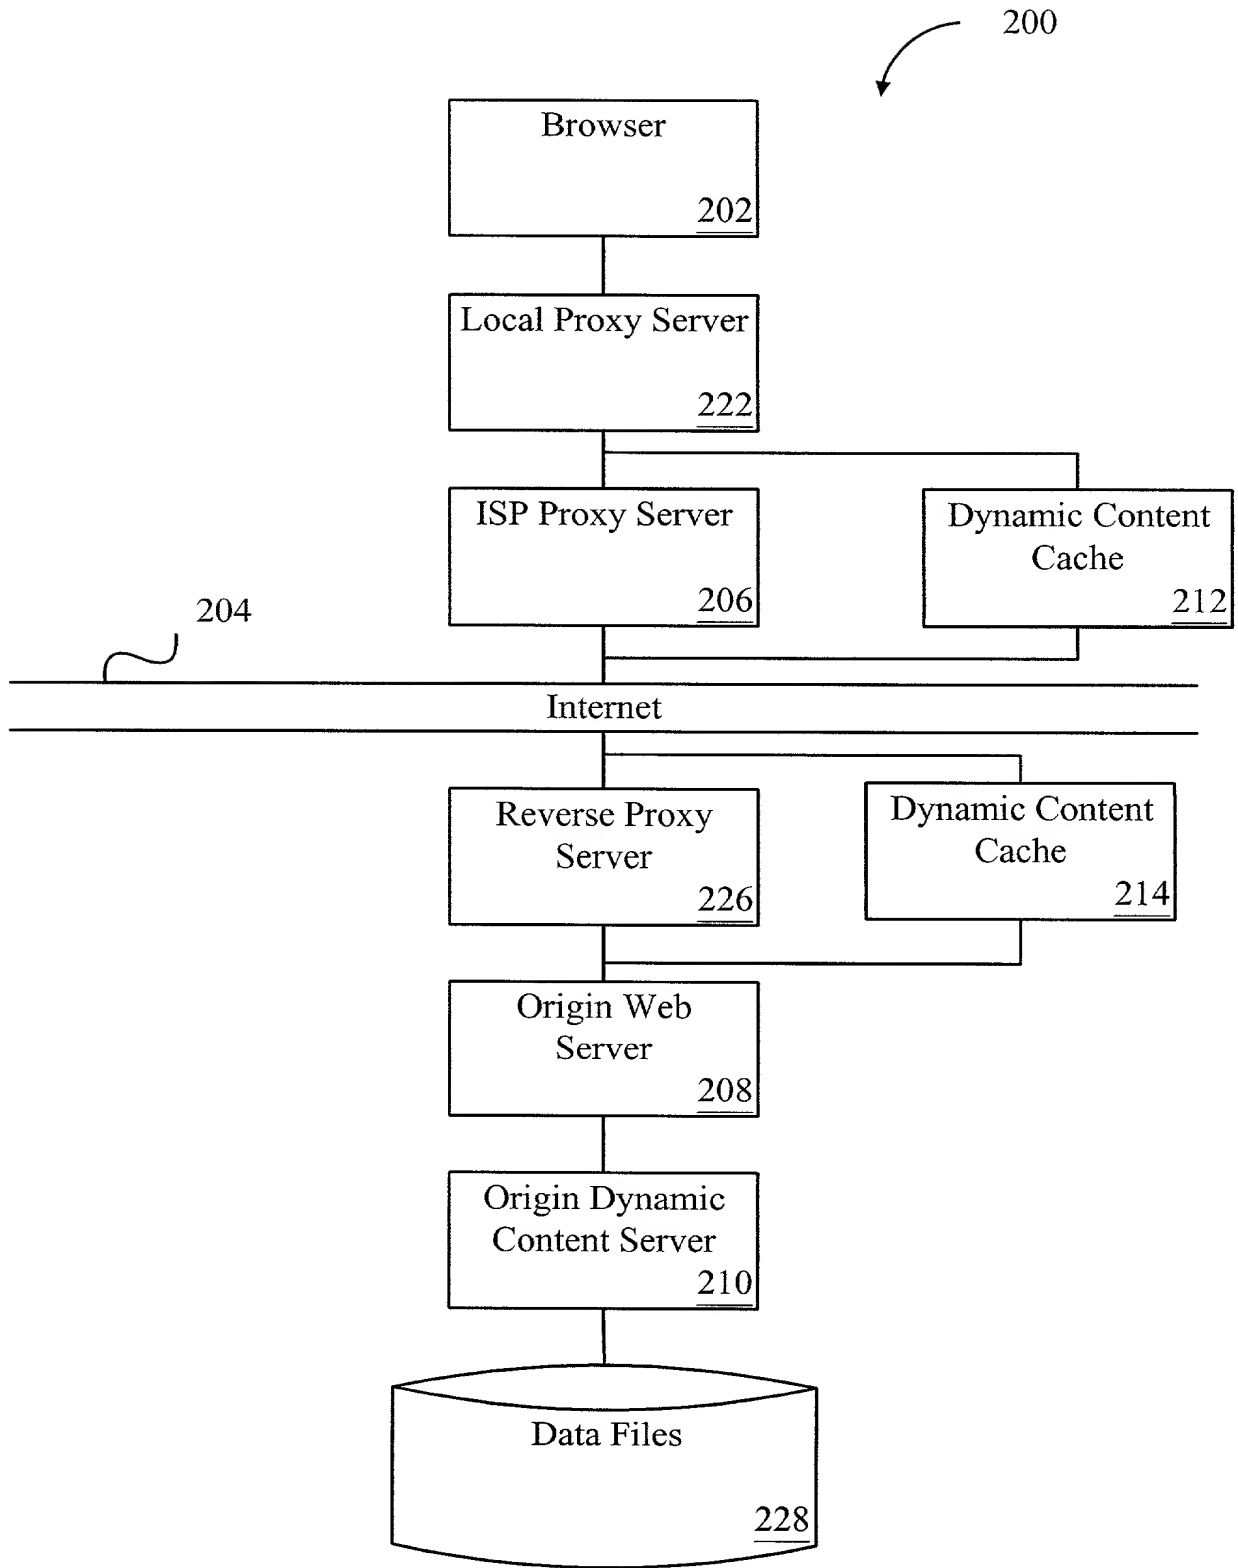 200
Browser
202
Local Proxy Server
222
ISP Proxy Server
206
Dynamic Content
Cache
212
204
Internet
Reverse Proxy
Server
226
Dynamic Content
Cache
214
Origin Web
Server
208
Origin Dynamic
Content Server
210
Data Files
228